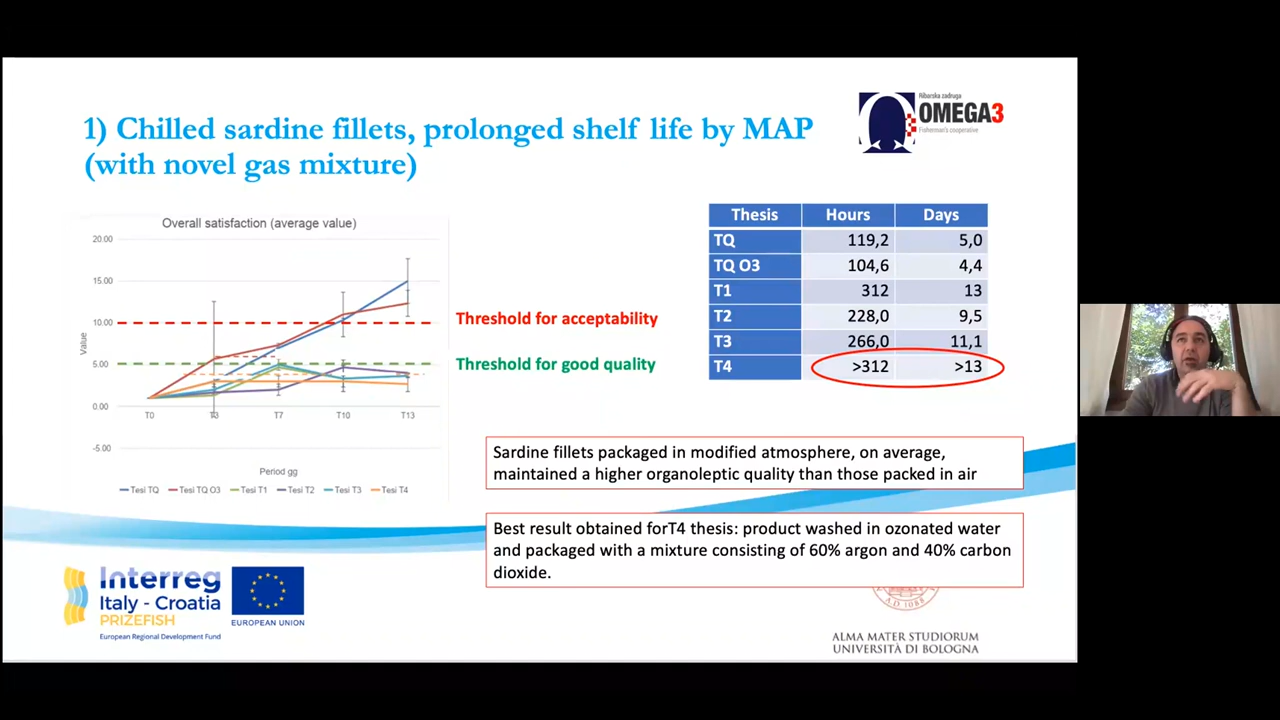 1) Chilled sardine fillets, prolonged shelf life by MAP
(with novel gas mixture)
Ribarska zadruga
OMEGA3
Fishermen's cooperative
Overall satisfaction (average value)
20.00
15.00
10.00
5.00
0.00
-5.00
Value
T0
T3
T7
T10
T13
Period gg
Tesi TQ
Tesi TQ O3
Tesi T1
Tesi T2
Tesi T3
Tesi T4
Threshold for acceptability
Threshold for good quality
Thesis Hours Days
TQ 119,2 5,0
TQ O3 104,6 4,4
T1 312 13
T2 228,0 9,5
T3 266,0 11,1
T4 >312 >13
Sardine fillets packaged in modified atmosphere, on average,
maintained a higher organoleptic quality than those packed in air
Best result obtained forT4 thesis: product washed in ozonated water
and packaged with a mixture consisting of 60% argon and 40% carbon
dioxide.
Interreg
Italy - Croatia
PRIZEFISH
European Regional Development Fund
EUROPEAN UNION
A.D. 1088
ALMA MATER STUDIORUM
UNIVERSITÀ DI BOLOGNA